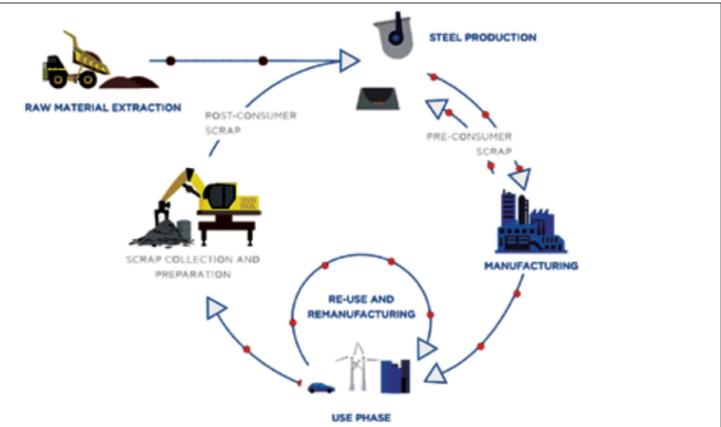 STEEL PRODUCTION
RAW MATERIAL EXTRACTION
POST-CONSUMER
SCRAP
PRE-CONSUMER
SCRAP
SCRAP COLLECTION AND
PREPARATION
MANUFACTURING
RE-USE AND
REMANUFACTURING
USE PHASE